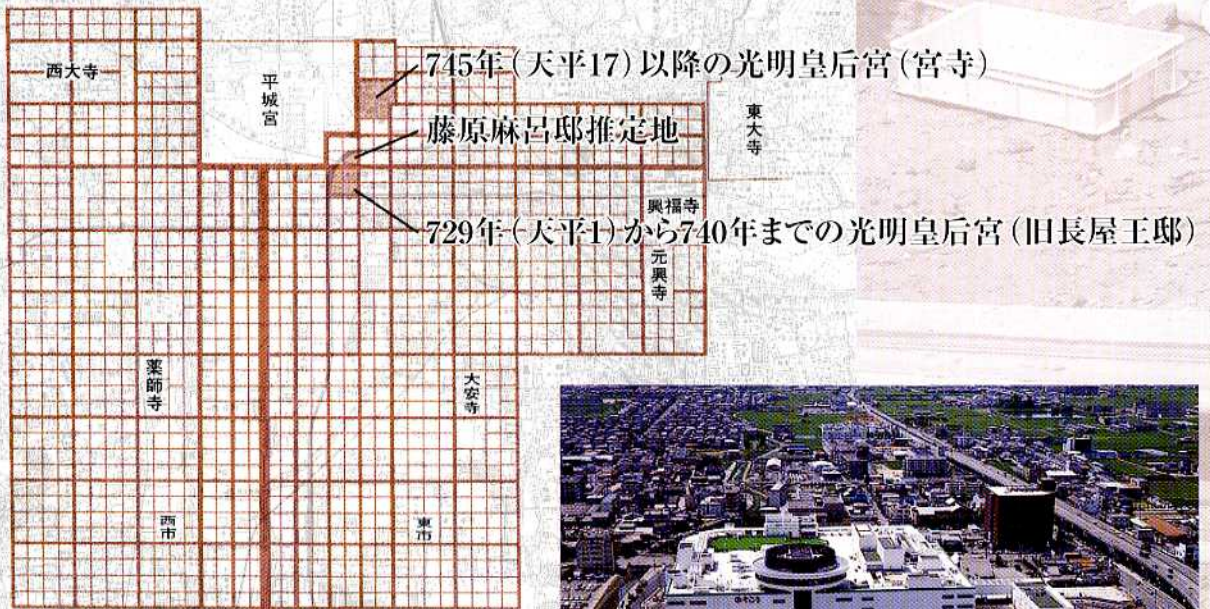 745年(天平17)以降の光明皇后宮(宮寺)
西大寺
平城宮
東大寺
藤原麻呂邸推定地
興福寺
729年(天平1)から740年までの光明皇后宮(旧長屋王邸)
元興寺
薬師寺
大安寺
西市
東市